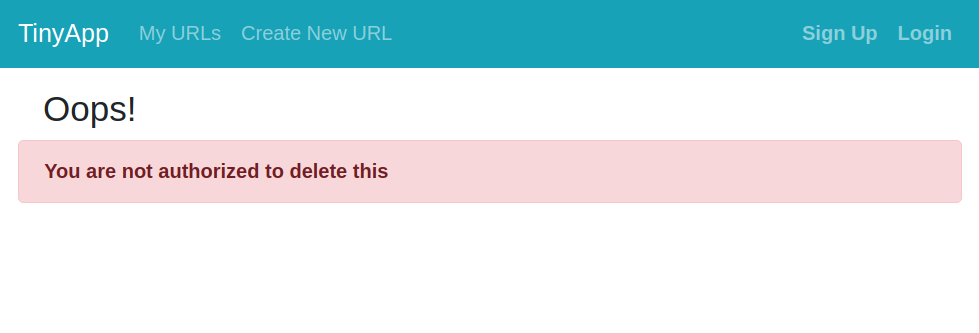 TinyApp My URLs Create New URL Sign Up Login
Oops!
You are not authorized to delete this